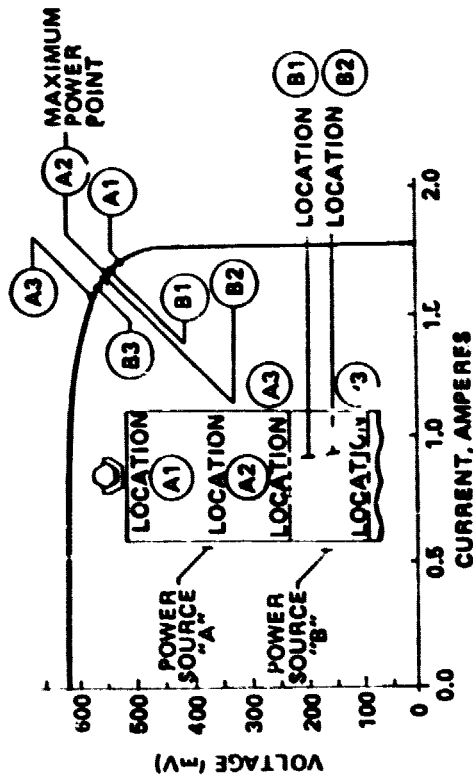 MAXIMUM
POWER
POINT
A3
A2
A1
B3
B1
B2
LOCATION
A1
LOCATION
A2
LOCATION
A3
LOCATION B1
LOCATION B2
POWER
SOURCE
"A"
POWER
SOURCE
"B"
VOLTAGE (mV)
600
500
400
300
200
100
0.0
0.5
1.0
2.0
CURRENT, AMPERES